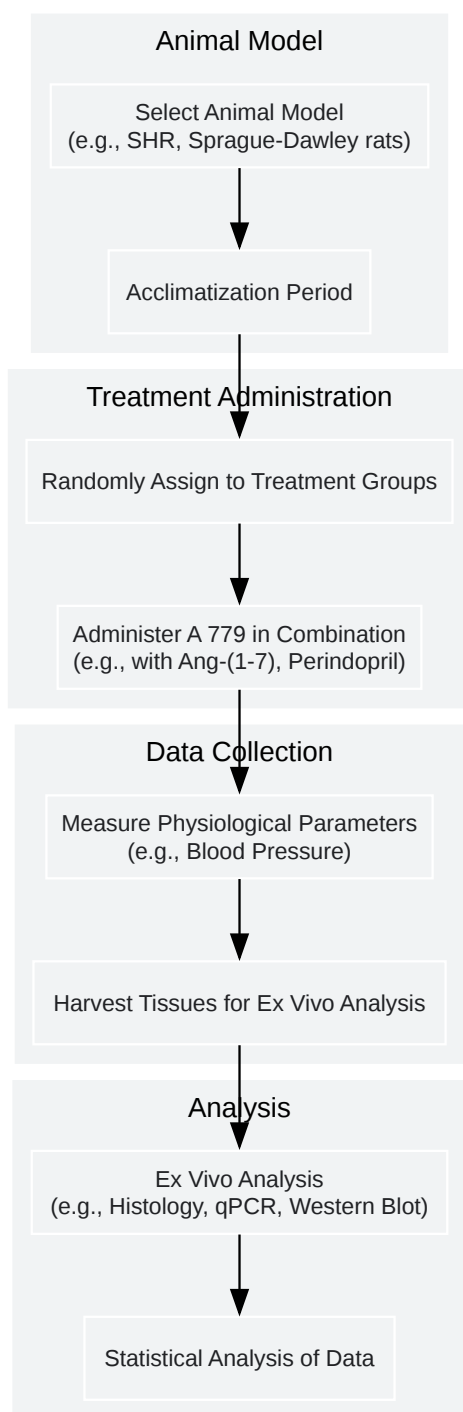 Animal Model
Select Animal Model
(e.g., SHR, Sprague-Dawley rats)
Acclimatization Period
Treatment Administration
Randomly Assign to Treatment Groups
Administer A 779 in Combination
(e.g., with Ang-(1-7), Perindopril)
Data Collection
Measure Physiological Parameters
(e.g., Blood Pressure)
Harvest Tissues for Ex Vivo Analysis
Analysis
Ex Vivo Analysis
(e.g., Histology, qPCR, Western Blot)
Statistical Analysis of Data